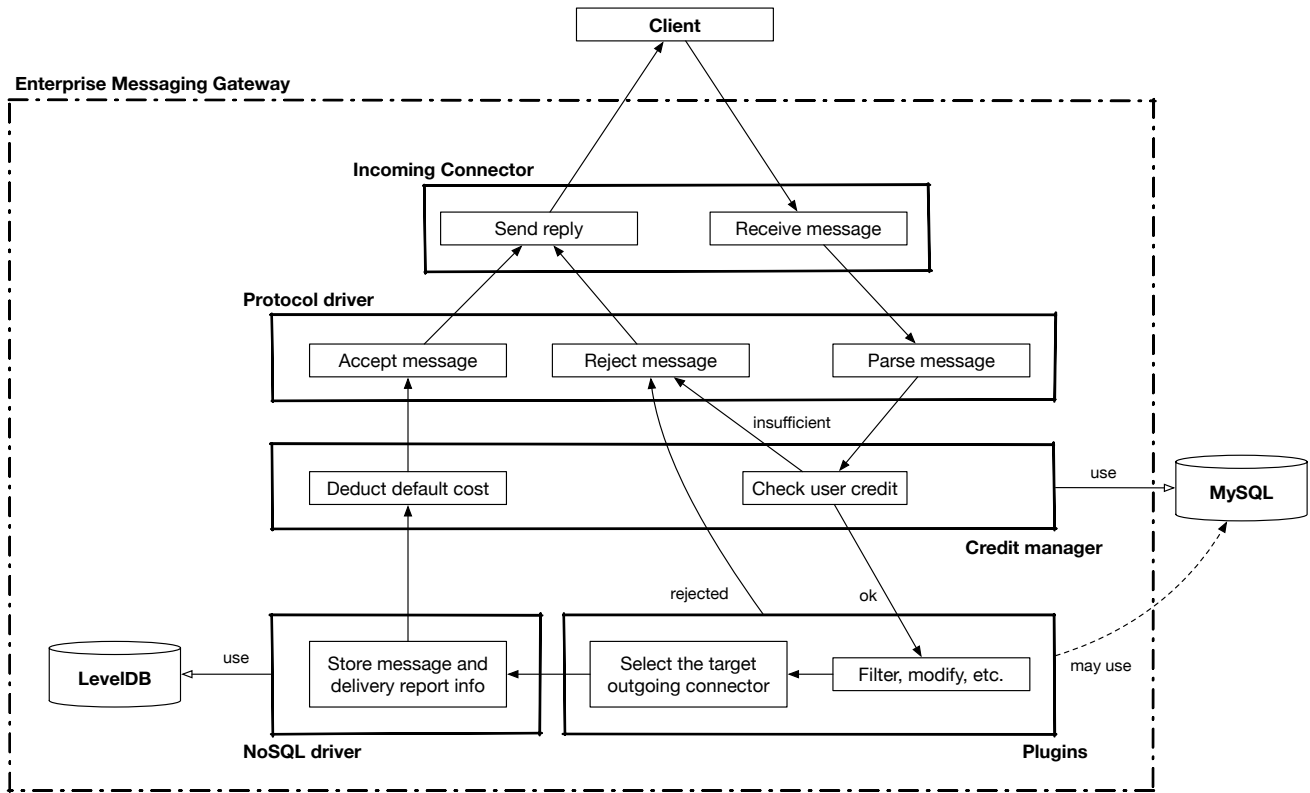 Client
Enterprise Messaging Gateway
Incoming Connector
Send reply
Receive message
Protocol driver
Accept message
Reject message
Parse message
insufficient
Deduct default cost
Check user credit
use
MySQL
Credit manager
rejected
ok
LevelDB
use
Store message and
delivery report info
Select the target
outgoing connector
Filter, modify, etc.
may use
NoSQL driver
Plugins